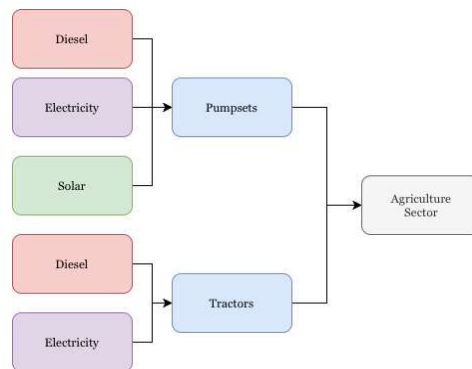 Diesel
Electricity
Pumpsets
Solar
Agriculture
Sector
Diesel
Tractors
Electricity